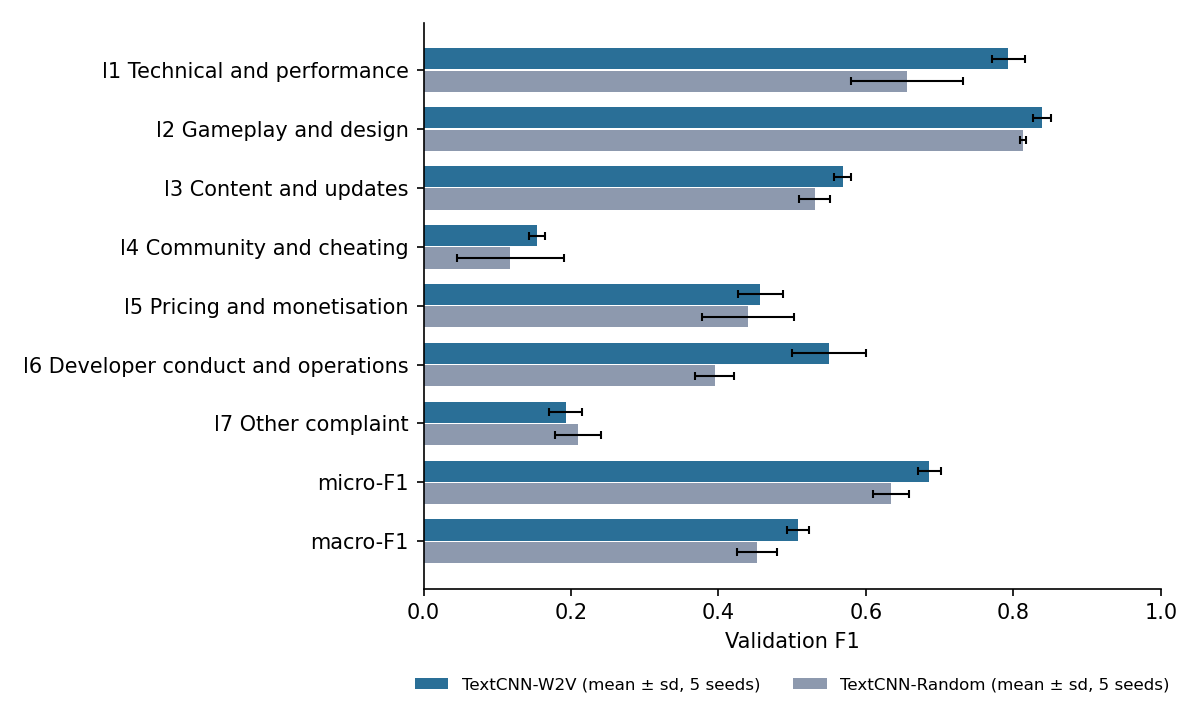 I1 Technical and performance
I2 Gameplay and design
I3 Content and updates
I4 Community and cheating
I5 Pricing and monetisation
I6 Developer conduct and operations
I7 Other complaint
micro-F1
macro-F1
0.0 0.2 0.4 0.6 0.8 1.0
Validation F1
TextCNN-W2V (mean ± sd, 5 seeds) TextCNN-Random (mean ± sd, 5 seeds)